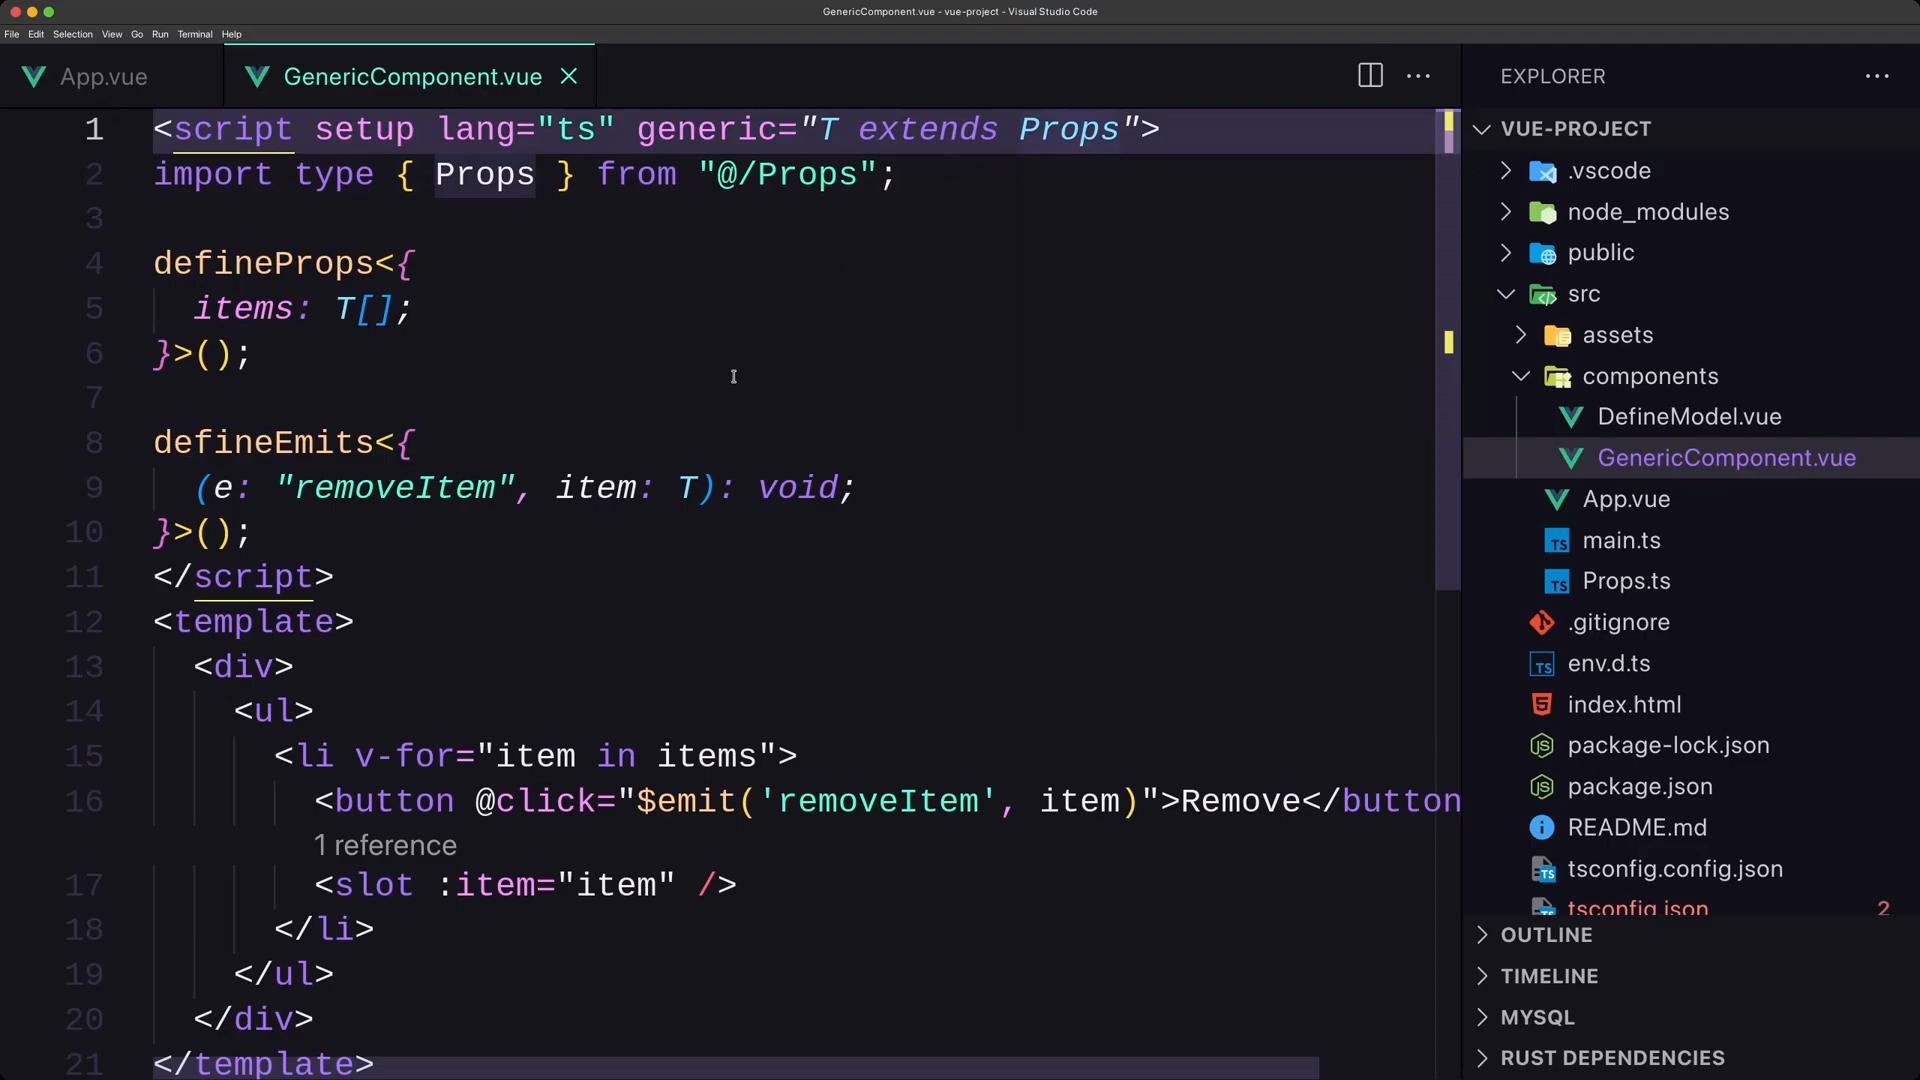 GenericComponent.vue - vue-project - Visual Studio Code
File Edit Selection View Go Run Terminal Help
App.vue
GenericComponent.vue
1 <script setup lang="ts" generic="T extends Props">
2 import type { Props } from "@/Props";
3
4 defineProps<{
5 items: T[];
6 }>();
7
8 defineEmits<{
9 (e: "removeItem", item: T): void;
10 }>();
11 </script>
12 <template>
13 <div>
14 <ul>
15 <li v-for="item in items">
16 <button @click="$emit('removeItem', item)">Remove</button
1 reference
17 <slot :item="item" />
18 </li>
19 </ul>
20 </div>
21 </template>
EXPLORER
VUE-PROJECT
.vscode
node_modules
public
src
assets
components
DefineModel.vue
GenericComponent.vue
App.vue
TS main.ts
TS Props.ts
.gitignore
TS env.d.ts
index.html
JS package-lock.json
JS package.json
README.md
TS tsconfig.config.json
tsconfig.json 2
OUTLINE
TIMELINE
MYSQL
RUST DEPENDENCIES